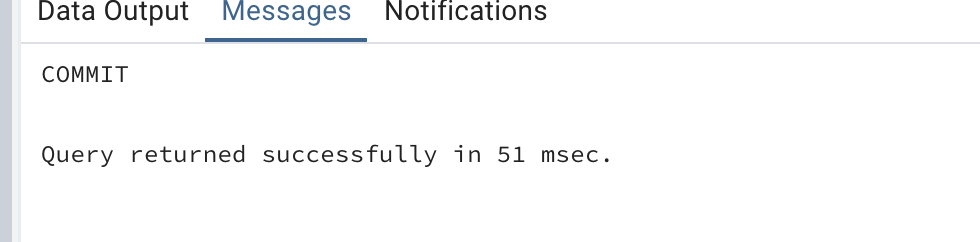 Data Output Messages Notifications
COMMIT
Query returned successfully in 51 msec.